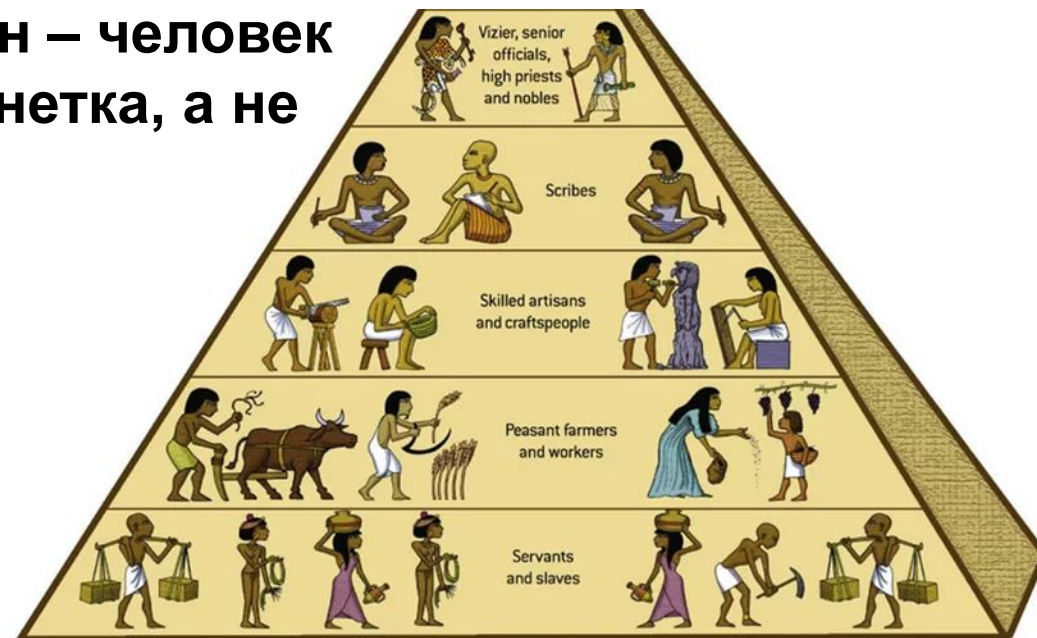 – человек
а не
Vizier, senior
officials,
high priests
and nobles
Scribes
Skilled artisans
and craftspeople
Peasant farmers
and workers
Servants
and slaves